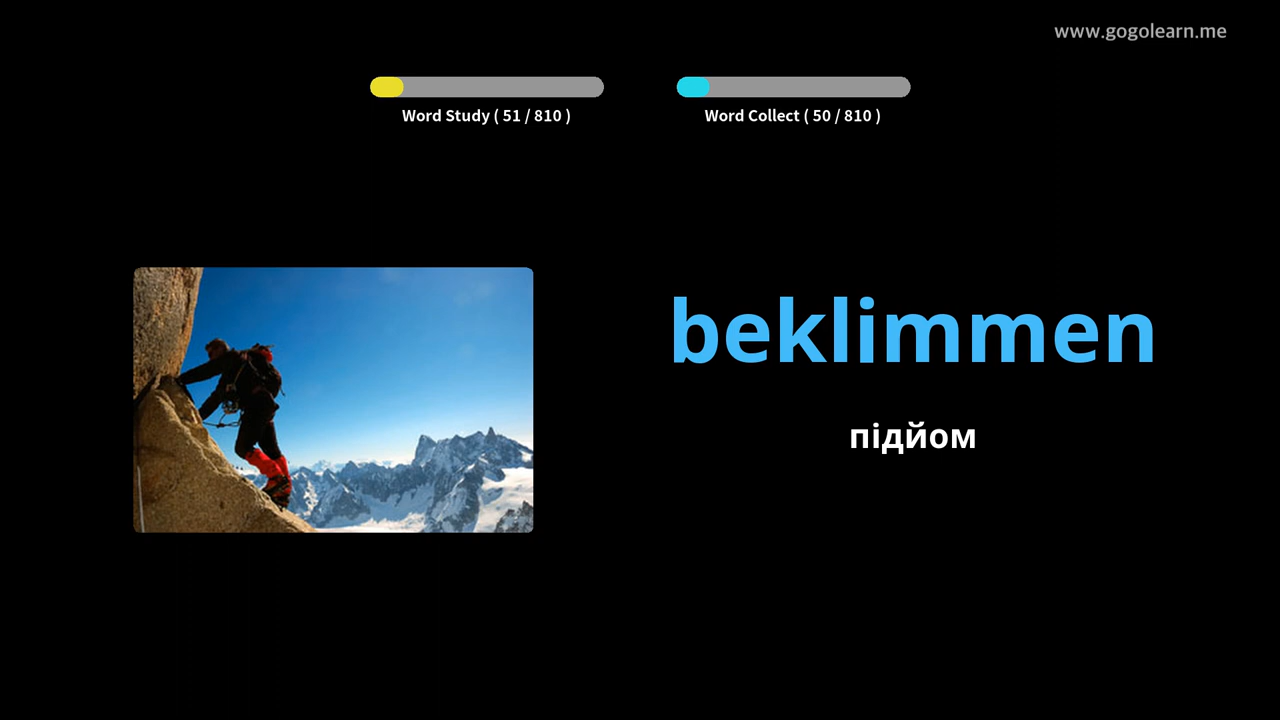 www.gogolearn.me
Word Study ( 51 / 810 )
Word Collect ( 50 / 810 )
beklimmen
підйом